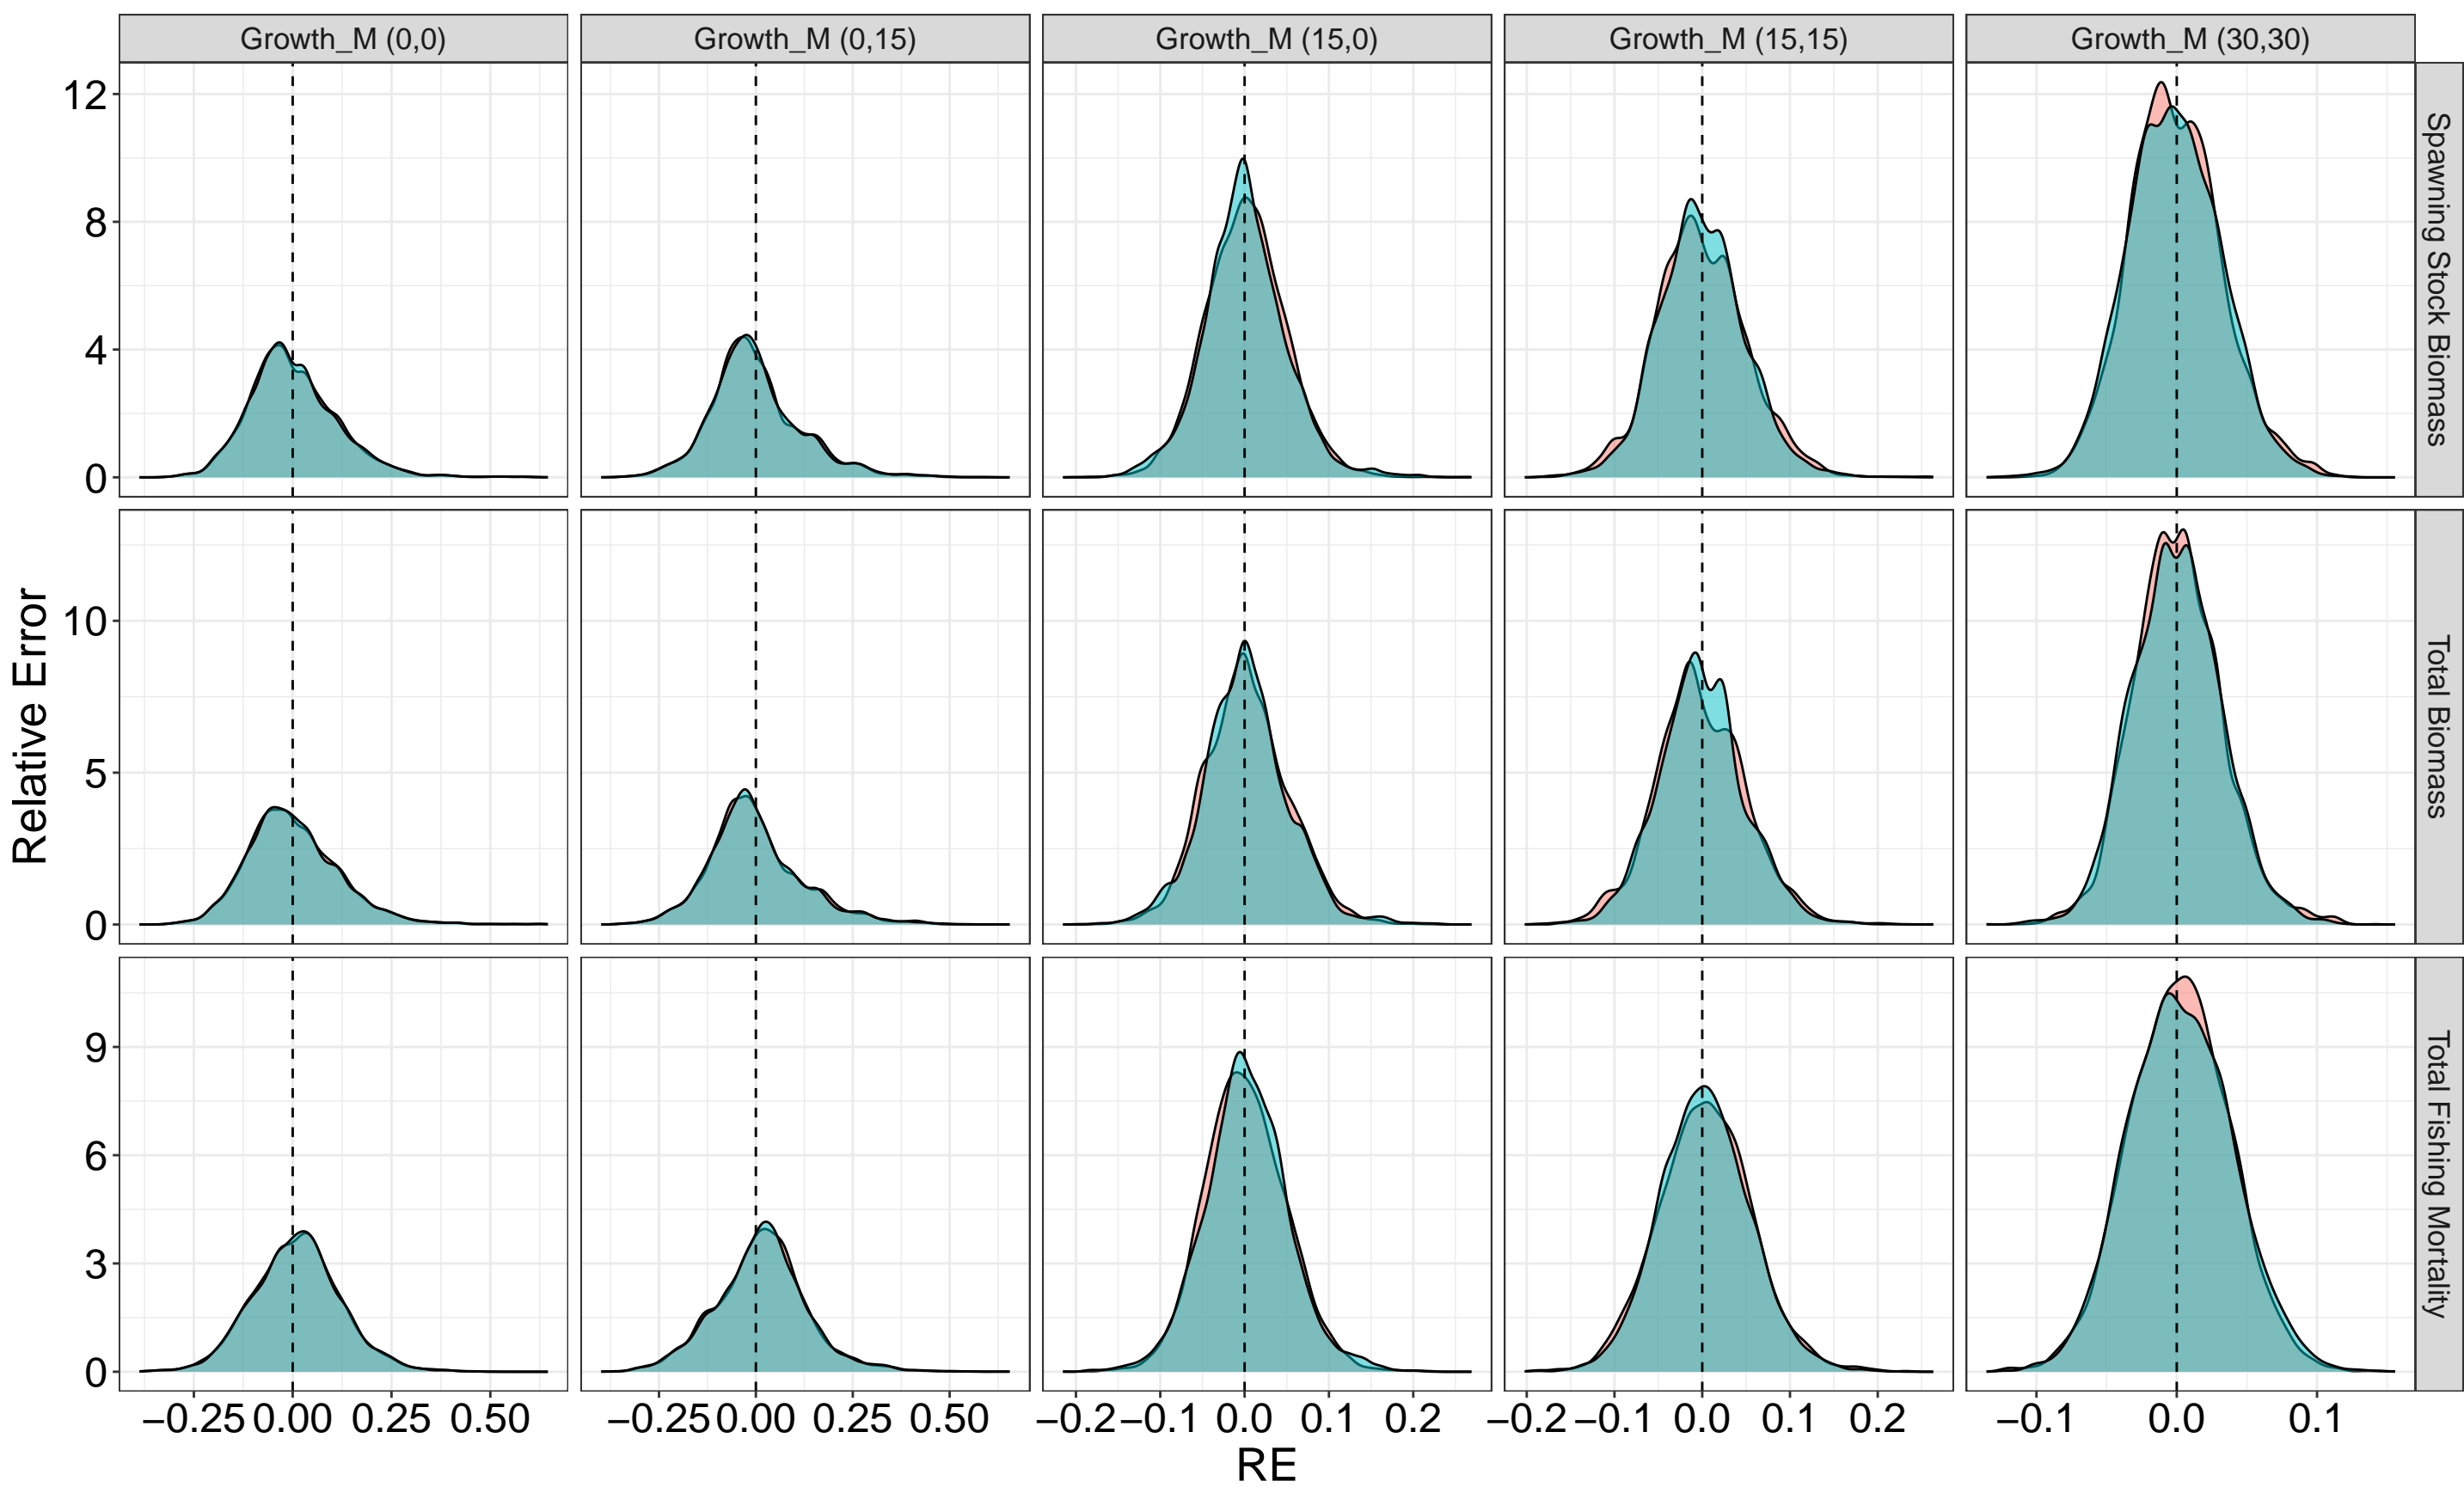 Growth_M (0,0)
Growth_M (0,15)
Growth_M (15,0)
Growth_M (15,15)
Growth_M (30,30)
12
8
4
0
Spawning Stock Biomass
10
5
0
Total Biomass
9
6
3
0
Total Fishing Mortality
Relative Error
−0.25 0.00 0.25 0.50
−0.25 0.00 0.25 0.50
−0.2 −0.1 0.0 0.1 0.2
−0.2 −0.1 0.0 0.1 0.2
−0.1 0.0 0.1
RE